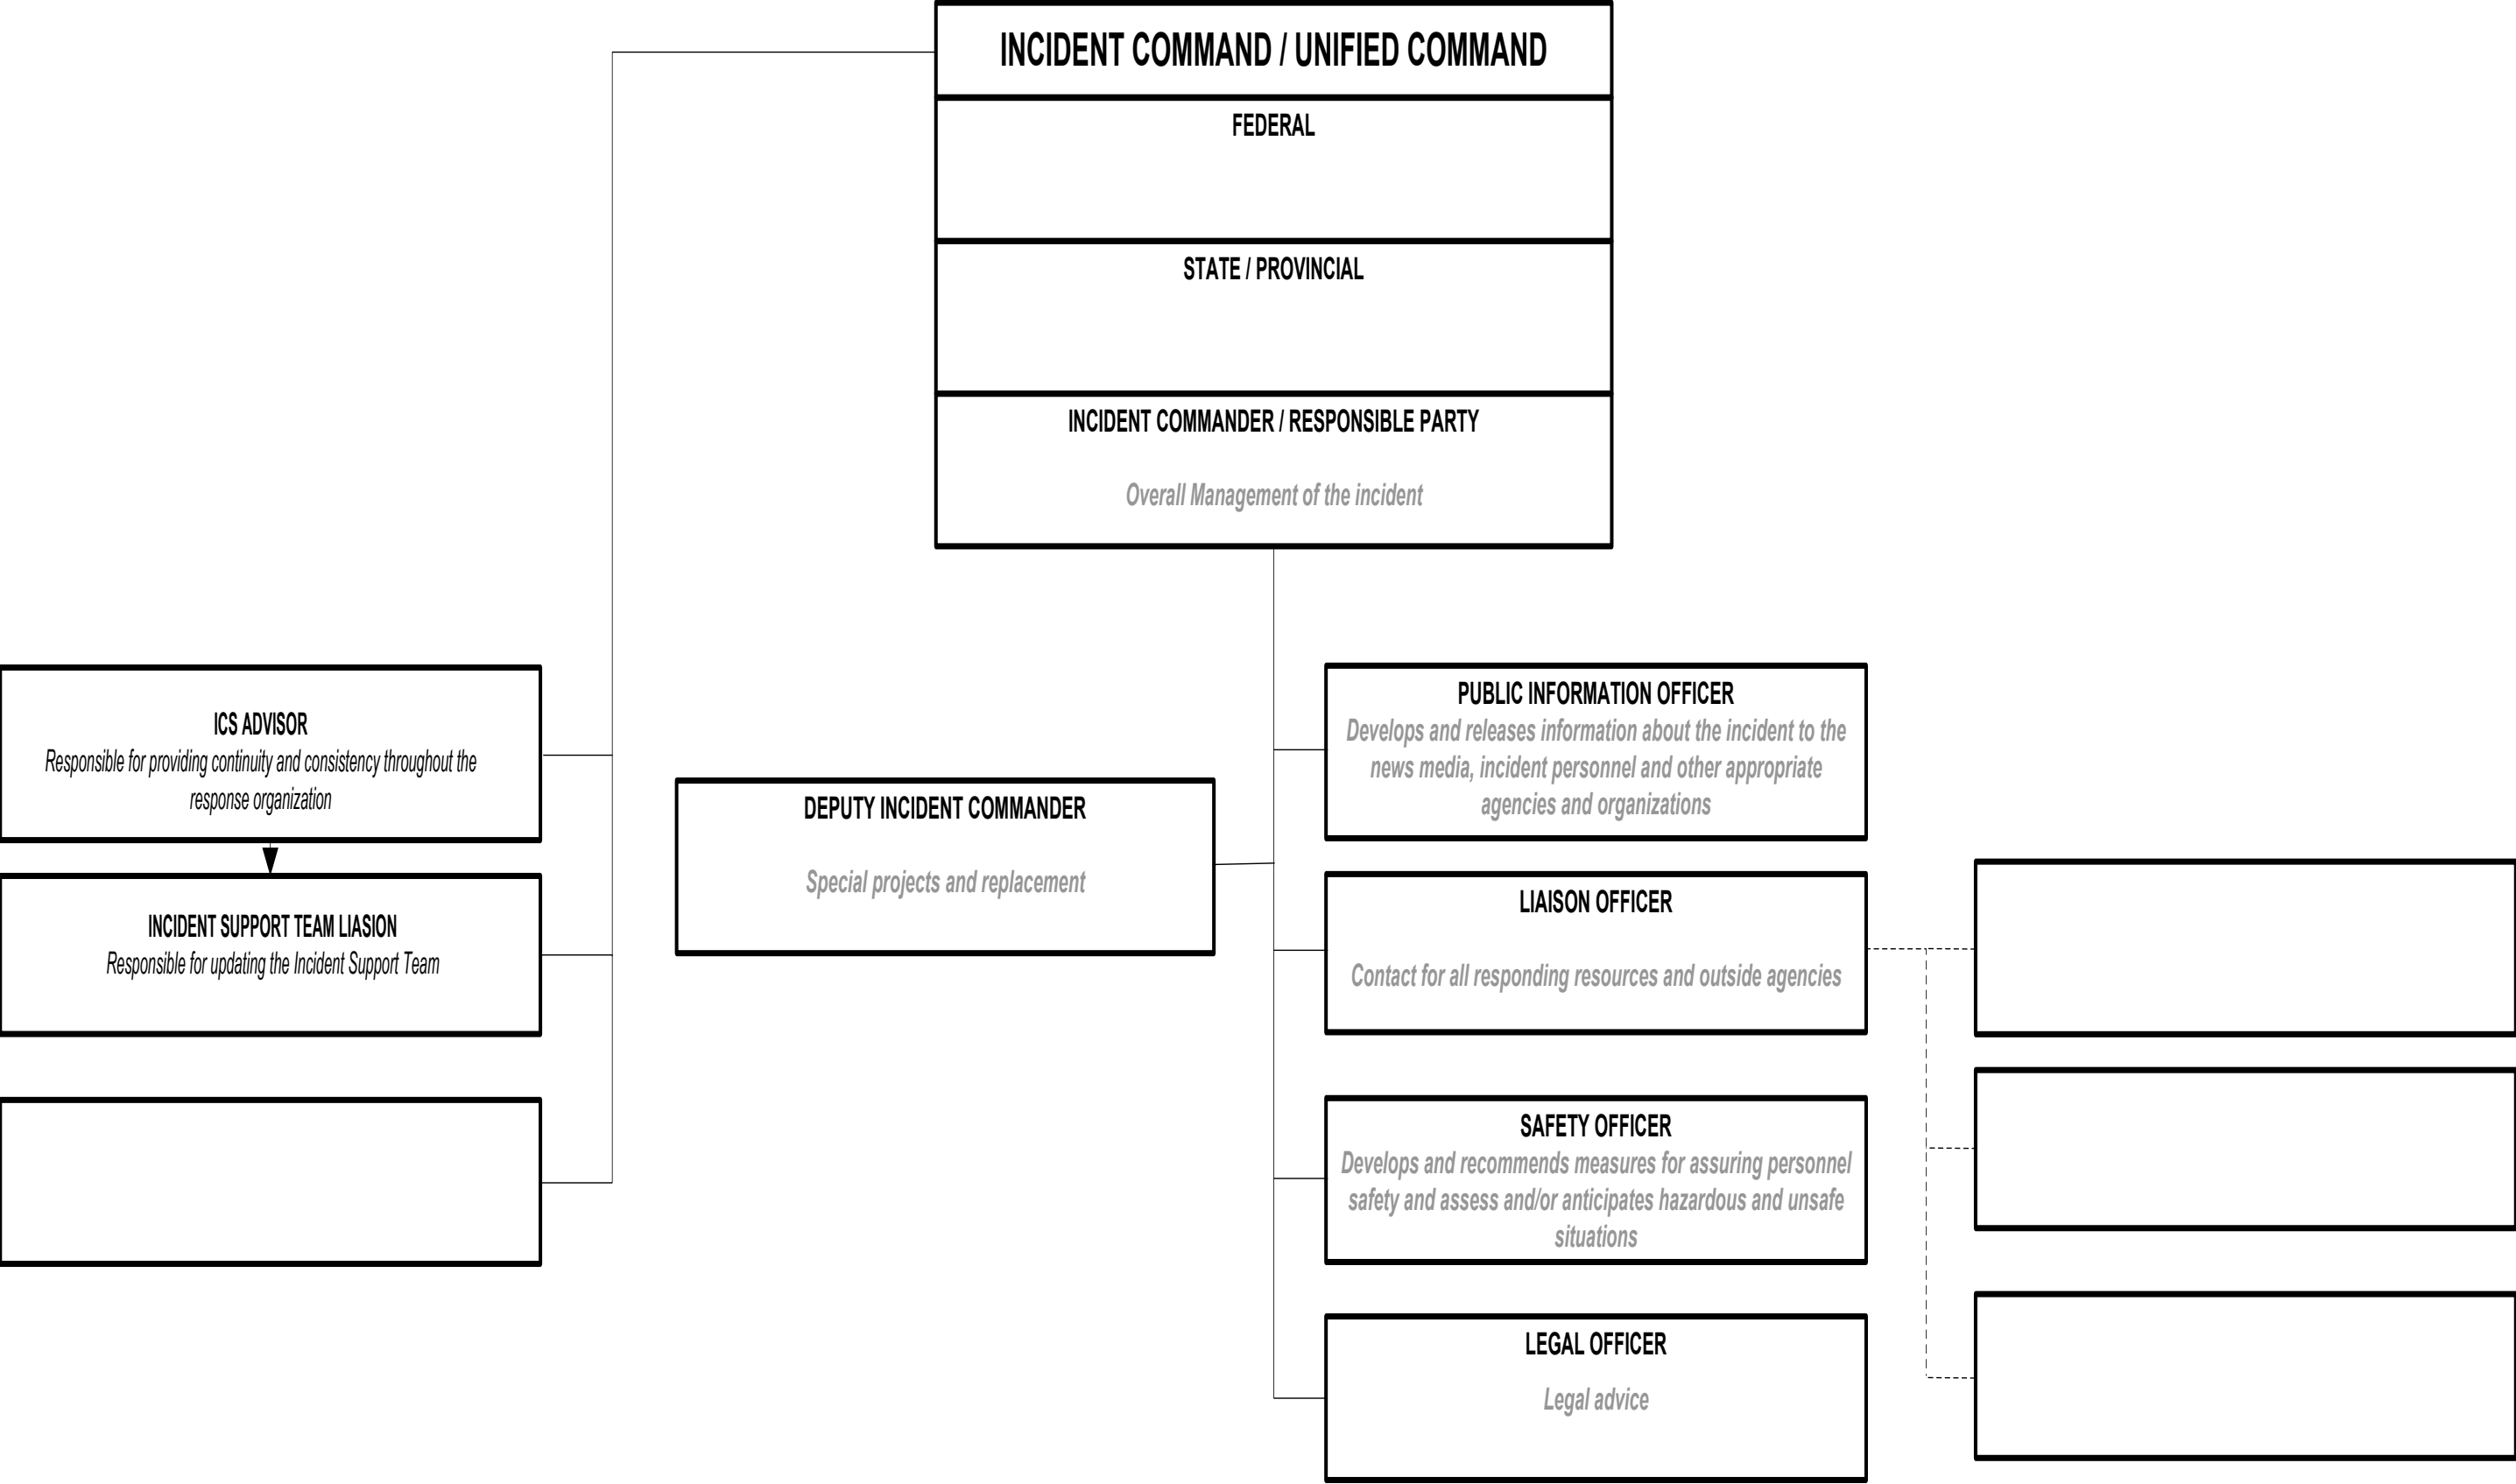 INCIDENT COMMAND / UNIFIED COMMAND
FEDERAL
STATE / PROVINCIAL
INCIDENT COMMANDER / RESPONSIBLE PARTY
Overall Management of the incident
ICS ADVISOR
Responsible for providing continuity and consistency throughout the
response organization
INCIDENT SUPPORT TEAM LIASION
Responsible for updating the Incident Support Team
DEPUTY INCIDENT COMMANDER
Special projects and replacement
PUBLIC INFORMATION OFFICER
Develops and releases information about the incident to the
news media, incident personnel and other appropriate
agencies and organizations
LIAISON OFFICER
Contact for all responding resources and outside agencies
SAFETY OFFICER
Develops and recommends measures for assuring personnel
safety and assess and/or anticipates hazardous and unsafe
situations
LEGAL OFFICER
Legal advice